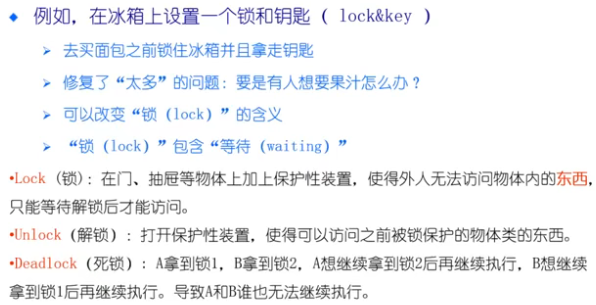 例如，在冰箱上设置一个锁和钥匙（ lock&key ）
去买面包之前锁住冰箱并且拿走钥匙
修复了“太多”的问题：要是有人想要果汁怎么办？
可以改变“锁（lock）”的含义
“锁（lock）”包含“等待（waiting）”
•Lock（锁）：在门、抽屉等物体上加上保护性装置，使得外人无法访问物体内的东西，
只能等待解锁后才能访问。
•Unlock（解锁）：打开保护性装置，使得可以访问之前被锁保护的物体类的东西。
•Deadlock（死锁）：A拿到锁1，B拿到锁2，A想继续拿到锁2后再继续执行，B想继续
拿到锁1后再继续执行。导致A和B谁也无法继续执行。